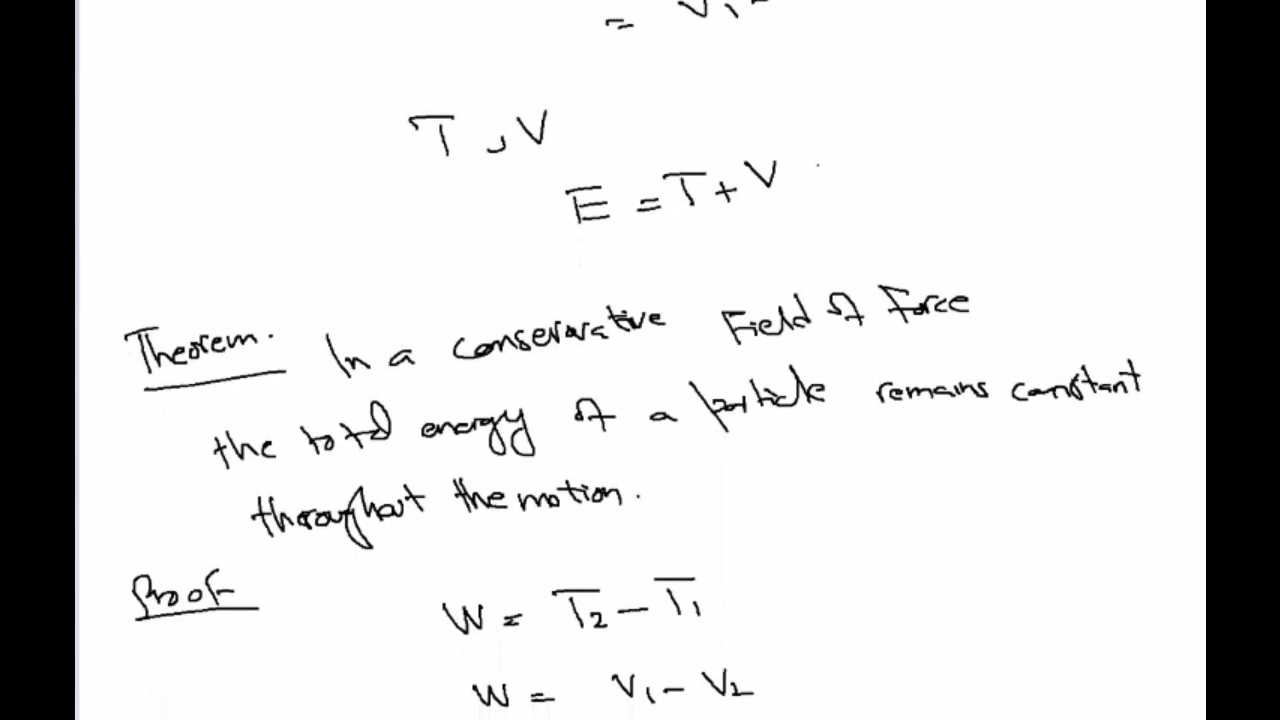 = V₁-
T, V
E = T + V
Theorem. In a conservative Field of Force
the total energy of a particle remains constant
throughout the motion.
Proof
W = T₂ - T₁
W = V₁ - V₂